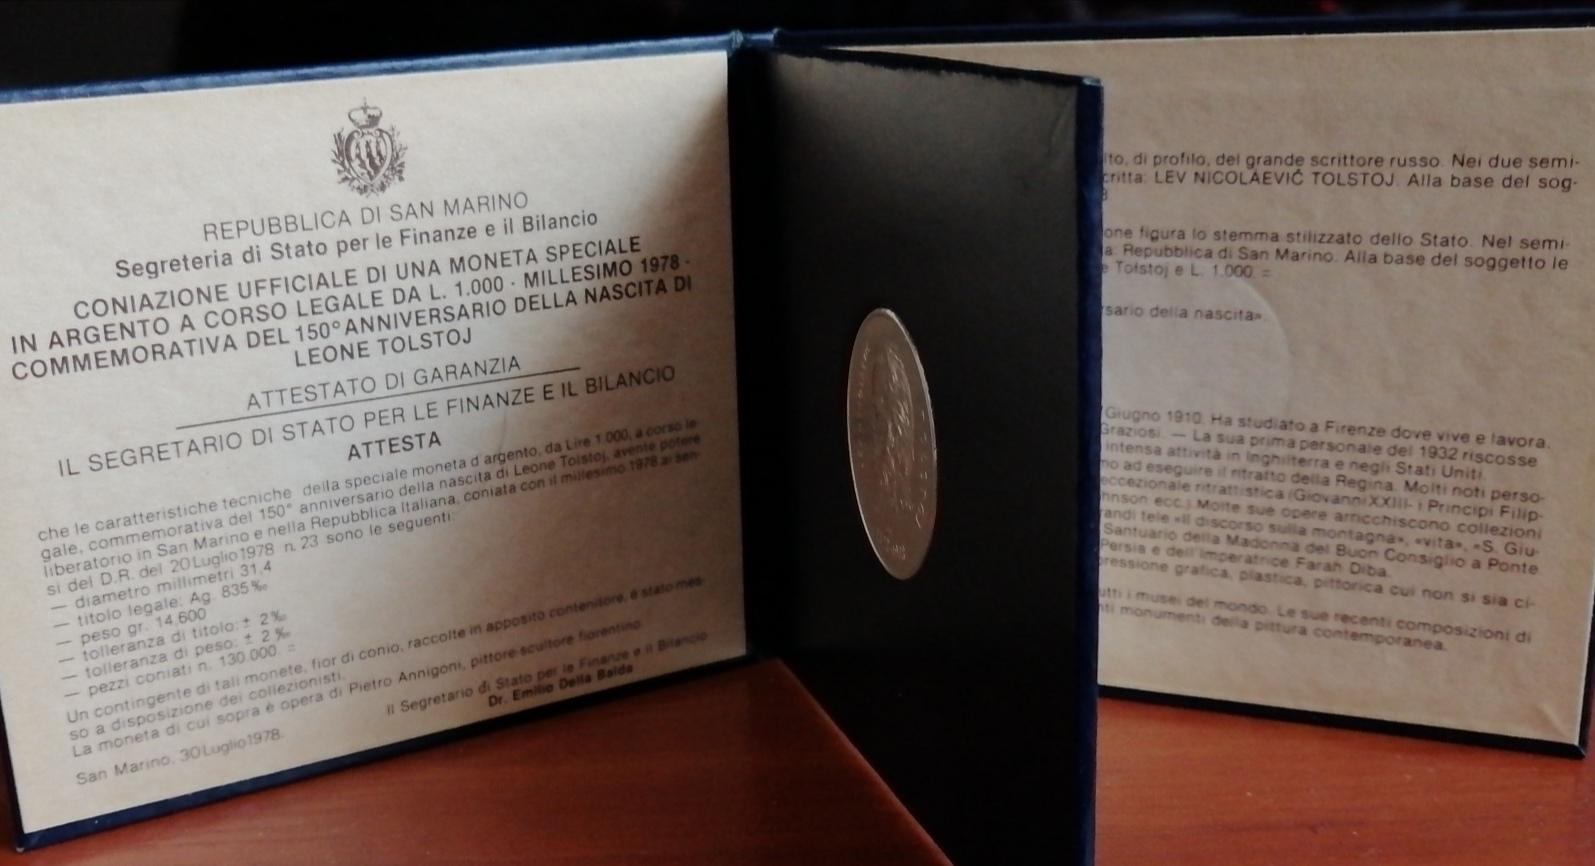 REPUBBLICA DI SAN MARINO
Segreteria di Stato per le Finanze e il Bilancio
CONIAZIONE UFFICIALE DI UNA MONETA SPECIALE
IN ARGENTO A CORSO LEGALE DA L. 1.000 - MILLESIMO 1978 -
COMMEMORATIVA DEL 150° ANNIVERSARIO DELLA NASCITA DI
LEONE TOLSTOJ
ATTESTATO DI GARANZIA
IL SEGRETARIO DI STATO PER LE FINANZE E IL BILANCIO
ATTESTA
che le caratteristiche tecniche della speciale moneta d'argento, da Lire 1.000, a corso le-
gale, commemorativa del 150° anniversario della nascita di Leone Tolstoj, avente potere
liberatorio in San Marino e nella Repubblica Italiana, coniata con il millesimo 1978 ai sen-
si del D.R. del 20 Luglio 1978 n. 23 sono le seguenti:
— diametro millimetri 31,4
— titolo legale: Ag. 835‰
— peso gr. 14,600
— tolleranza di titolo: ± 2‰
— tolleranza di peso: ± 2‰
— pezzi coniati n. 130.000. =
Un contingente di tali monete, fior di conio, raccolte in apposito contenitore, è stato mes-
so a disposizione dei collezionisti.
La moneta di cui sopra è opera di Pietro Annigoni, pittore-scultore fiorentino.
Il Segretario di Stato per le Finanze e il Bilancio
Dr. Emilio Della Balda
San Marino, 30 Luglio 1978.
lto, di profilo, del grande scrittore russo. Nei due semi-
critta: LEV NICOLAEVIČ TOLSTOJ. Alla base del sog-
8
one figura lo stemma stilizzato dello Stato. Nel semi-
a: Repubblica di San Marino. Alla base del soggetto le
e Tolstoj e L. 1.000. =
rsario della nascita».
Giugno 1910. Ha studiato a Firenze dove vive e lavora.
Graziosi. — La sua prima personale del 1932 riscosse
intensa attività in Inghilterra e negli Stati Uniti.
mo ad eseguire il ritratto della Regina. Molti noti perso-
eccezionale ritrattistica (Giovanni XXIII - i Principi Filip-
hnson ecc.) Molte sue opere arricchiscono collezioni
randi tele «Il discorso sulla montagna», «vita», «S. Giu-
Santuario della Madonna del Buon Consiglio a Ponte
Persia e dell'Imperatrice Farah Diba.
pressione grafica, plastica, pittorica cui non si sia ci-
utti i musei del mondo. Le sue recenti composizioni di
nti monumenti della pittura contemporanea.